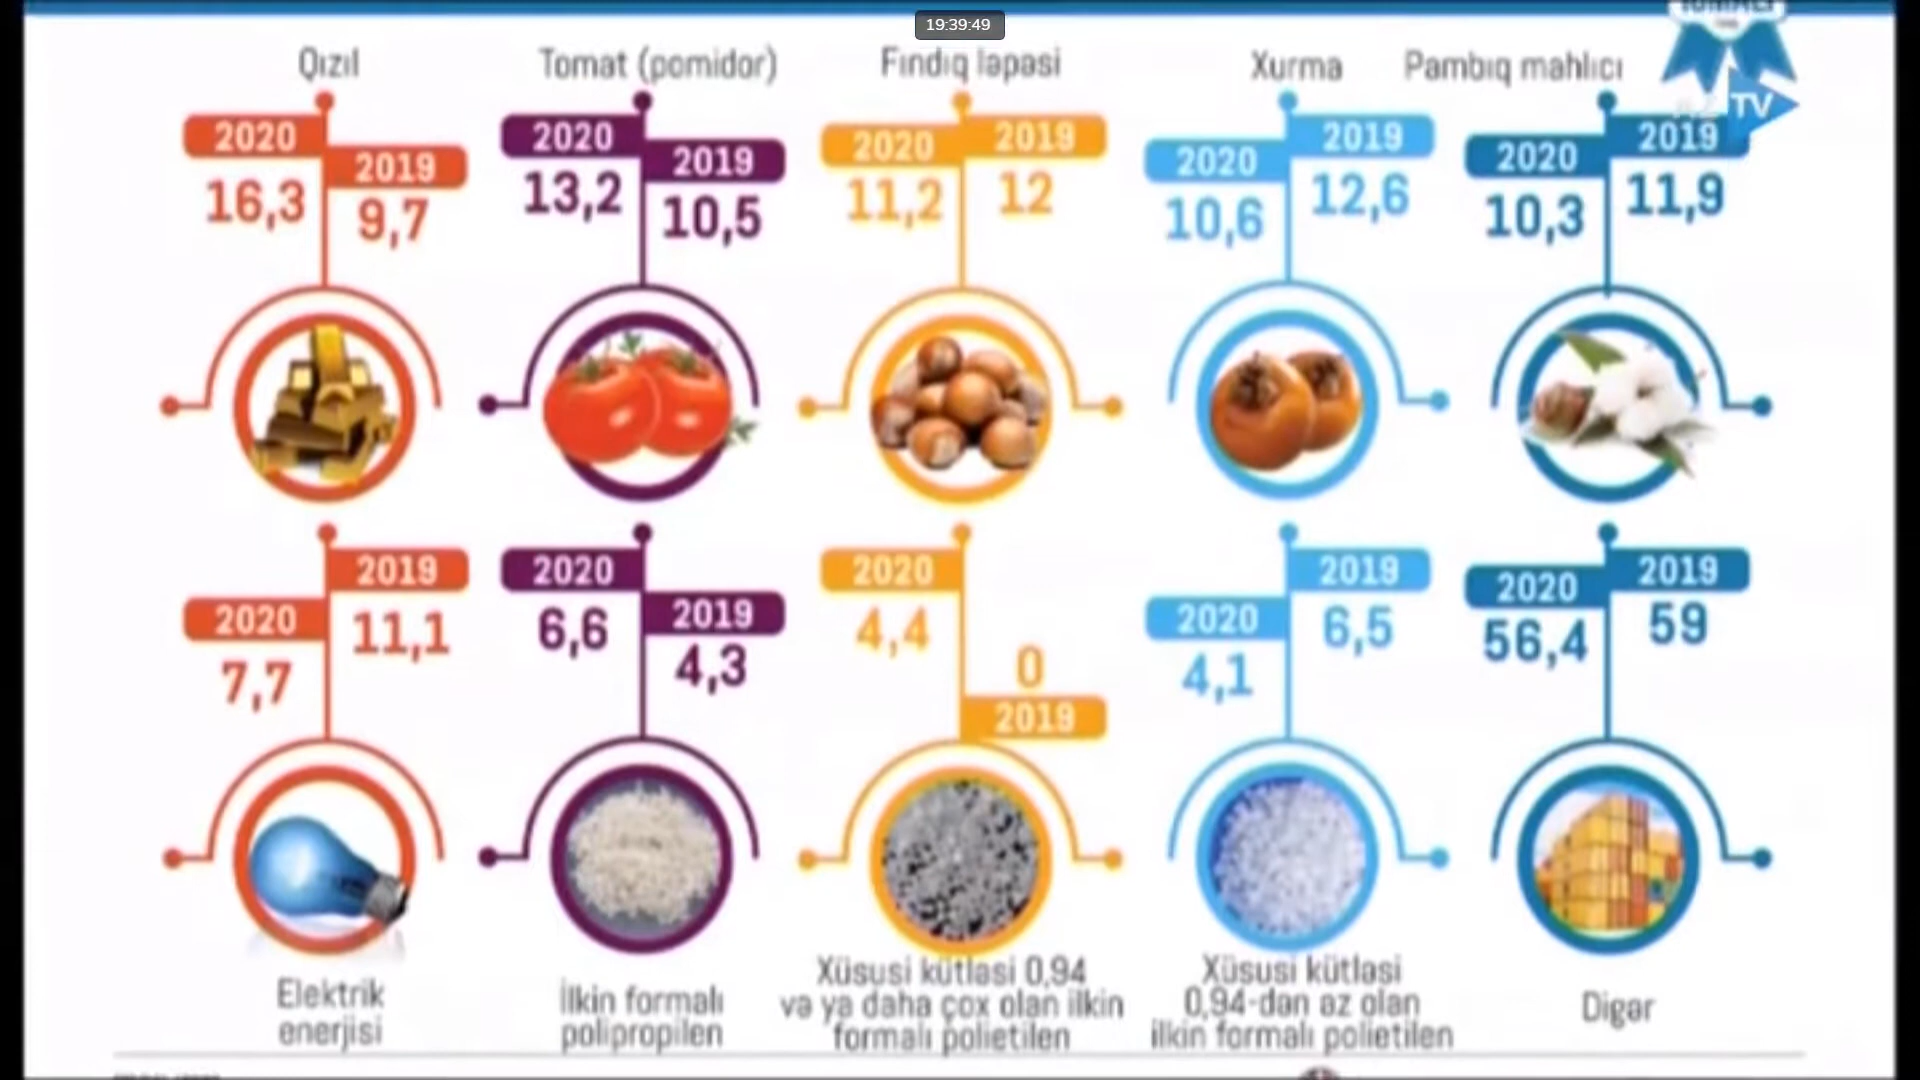 19:39:49
Qızıl
2020
2019
16,3
9,7
Tomat (pomidor)
2020
2019
13,2
10,5
Fındıq ləpəsi
2020
2019
11,2
12
Xurma
2020
2019
10,6
12,6
Pambıq mahlıcı
2020
2019
10,3
11,9
TV
2020
2019
7,7
11,1
Elektrik
enerjisi
2020
2019
6,6
4,3
İlkin formalı
polipropilen
2020
4,4
0
2019
Xüsusi kütləsi 0,94
və ya daha çox olan ilkin
formalı polietilen
2020
2019
4,1
6,5
Xüsusi kütləsi
0,94-dən az olan
ilkin formalı polietilen
2020
2019
56,4
59
Digər